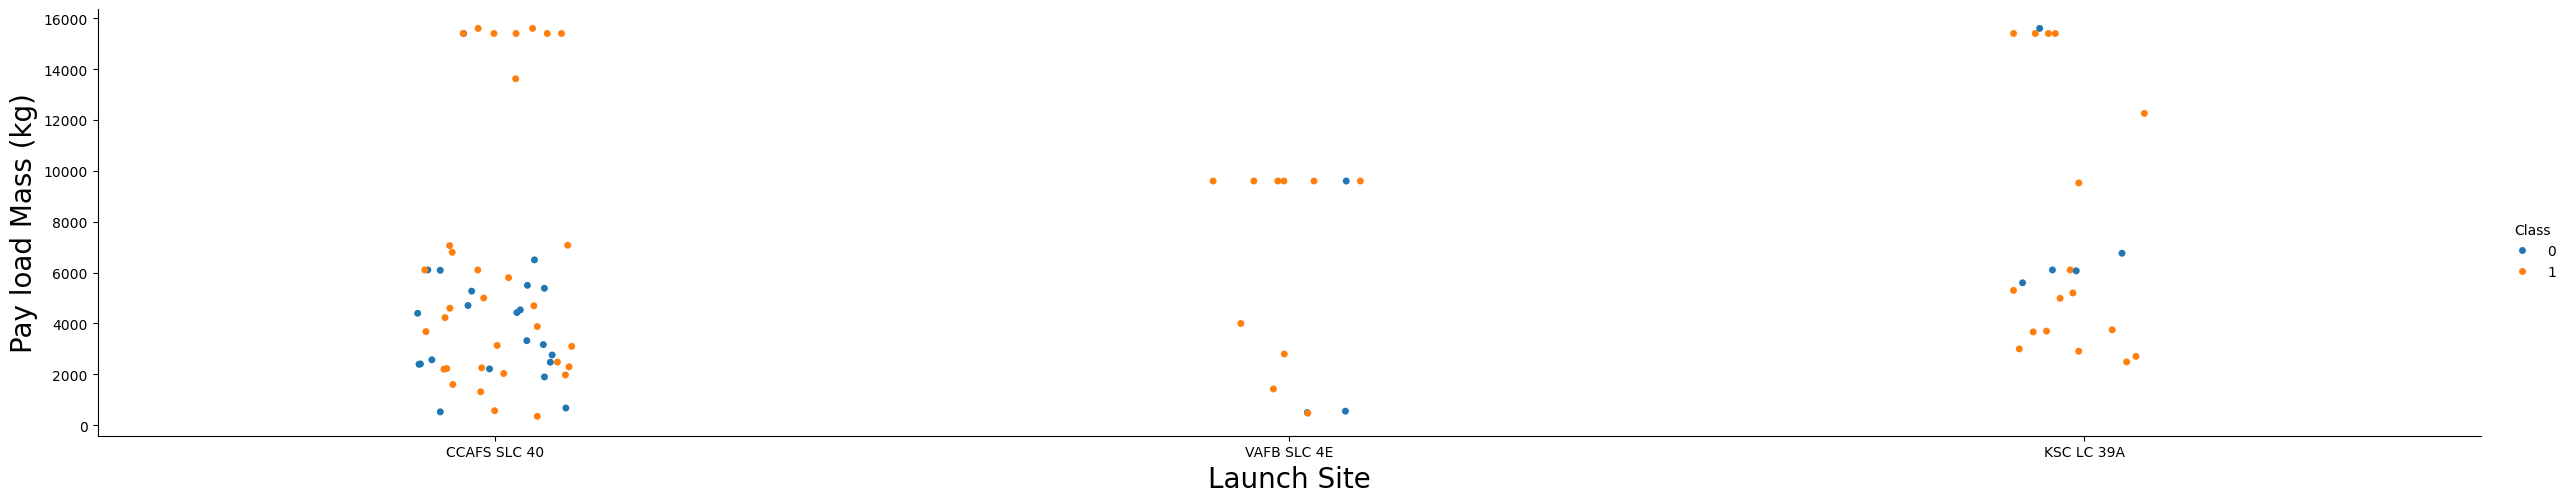 16000
14000
12000
10000
8000
6000
4000
2000
0
Pay load Mass (kg)
CCAFS SLC 40
VAFB SLC 4E
KSC LC 39A
Launch Site
Class
0
1